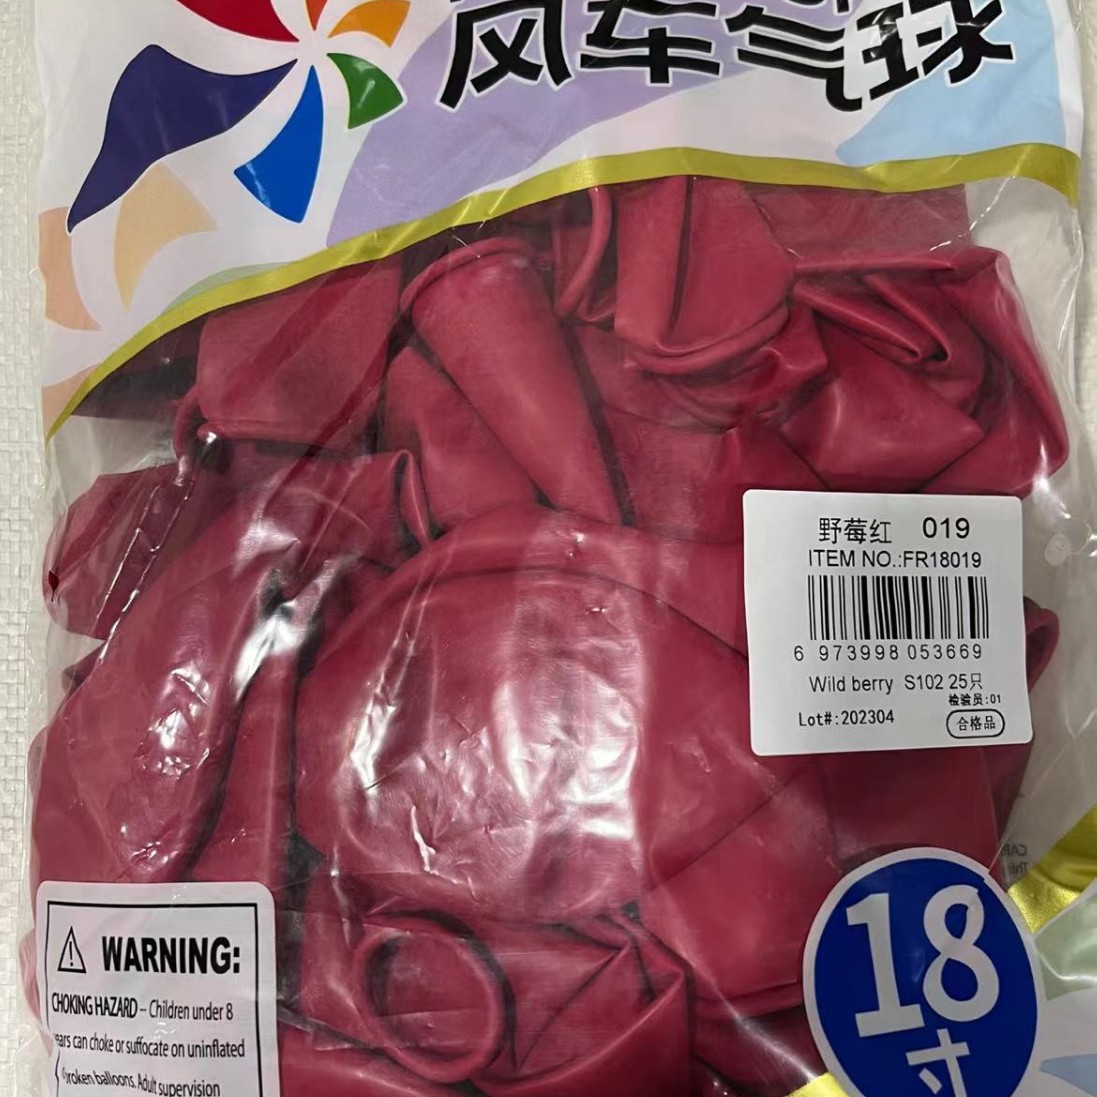 风车气球
野莓红 019
ITEM NO.:FR18019
6 973998 053669
Wild berry S102 25只
检验员:01
Lot#:202304
合格品
18
寸
WARNING:
CHOKING HAZARD – Children under 8
ears can choke or suffocate on uninflated
roken balloons. Adult supervision